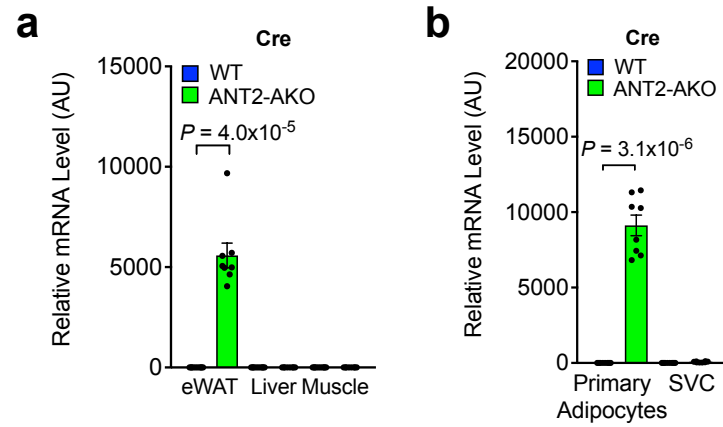 a
Cre
Relative mRNA Level (AU)
15000
10000
5000
0
WT
ANT2-AKO
P = 4.0x10-5
eWAT Liver Muscle
b
Cre
Relative mRNA Level (AU)
20000
15000
10000
5000
0
WT
ANT2-AKO
P = 3.1x10-6
Primary SVC
Adipocytes